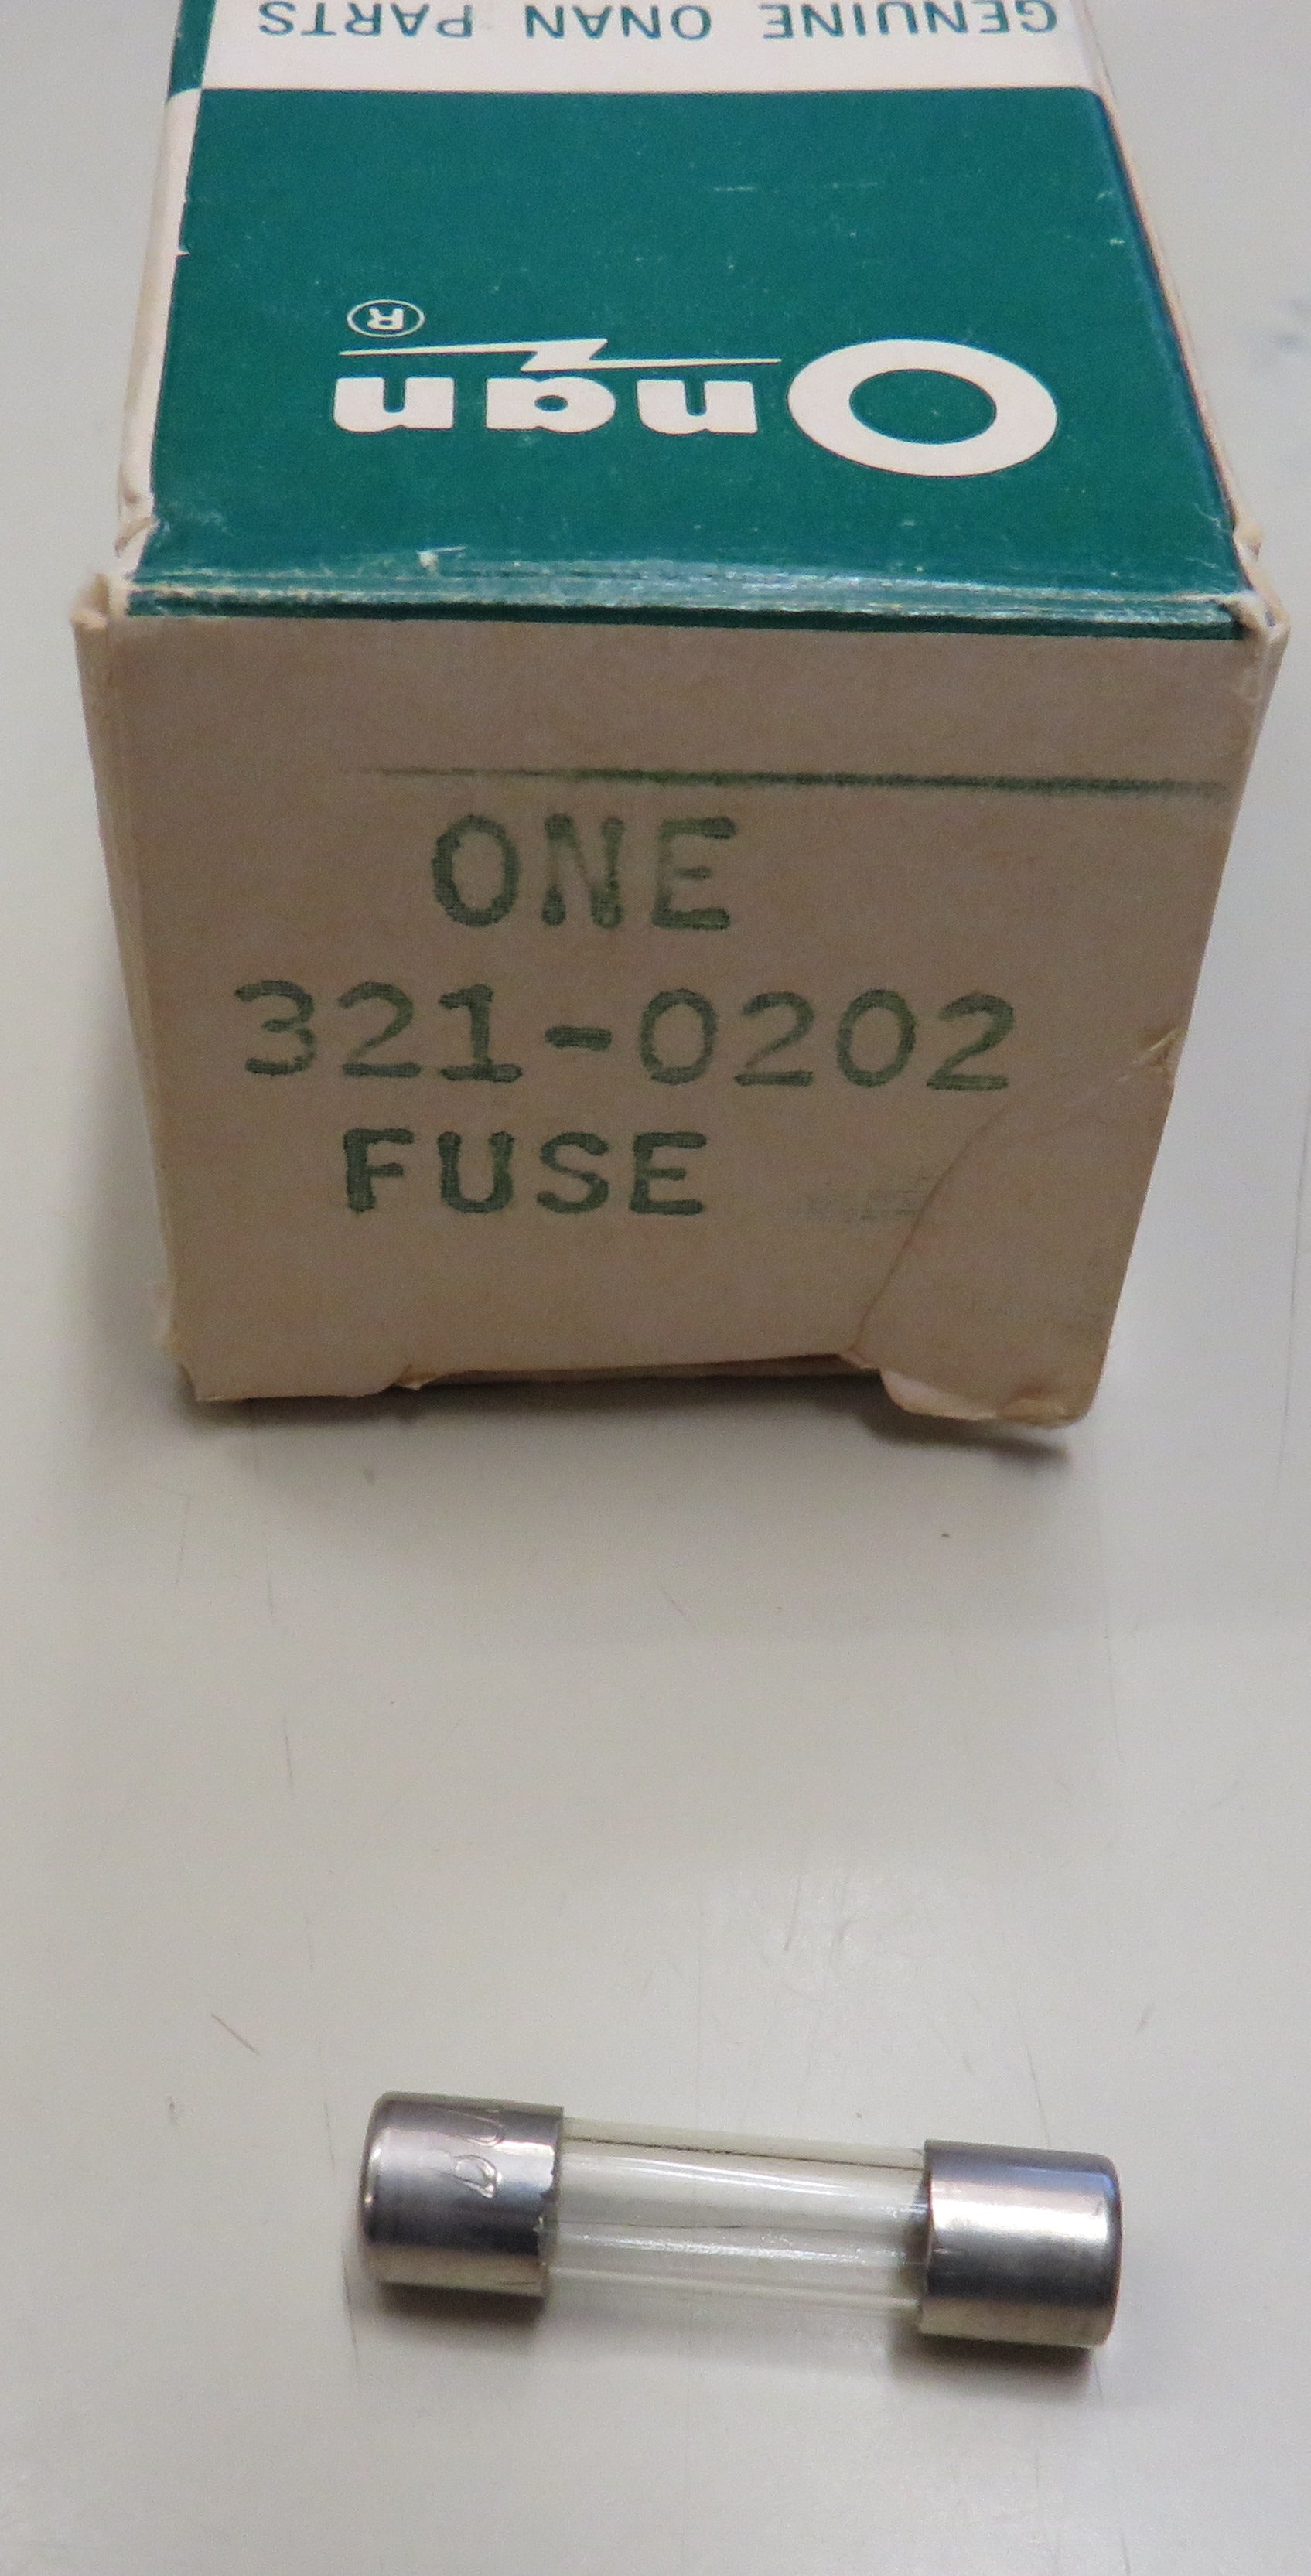 GENUINE ONAN PARTS
Onan ®
ONE
321-0202
FUSE